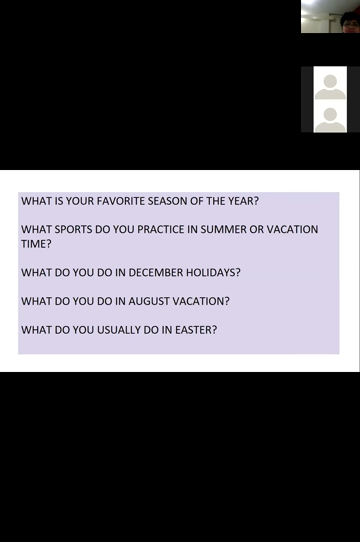 WHAT IS YOUR FAVORITE SEASON OF THE YEAR?
WHAT SPORTS DO YOU PRACTICE IN SUMMER OR VACATION
TIME?
WHAT DO YOU DO IN DECEMBER HOLIDAYS?
WHAT DO YOU DO IN AUGUST VACATION?
WHAT DO YOU USUALLY DO IN EASTER?